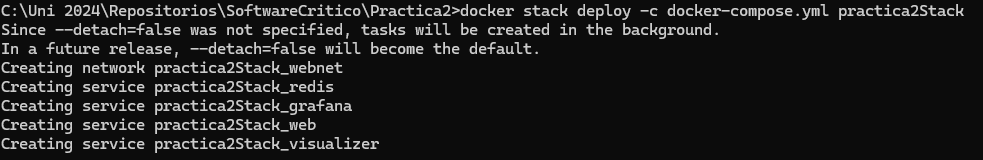 C:\Uni 2024\Repositorios\SoftwareCritico\Practica2>docker stack deploy -c docker-compose.yml practica2Stack
Since --detach=false was not specified, tasks will be created in the background.
In a future release, --detach=false will become the default.
Creating network practica2Stack_webnet
Creating service practica2Stack_redis
Creating service practica2Stack_grafana
Creating service practica2Stack_web
Creating service practica2Stack_visualizer